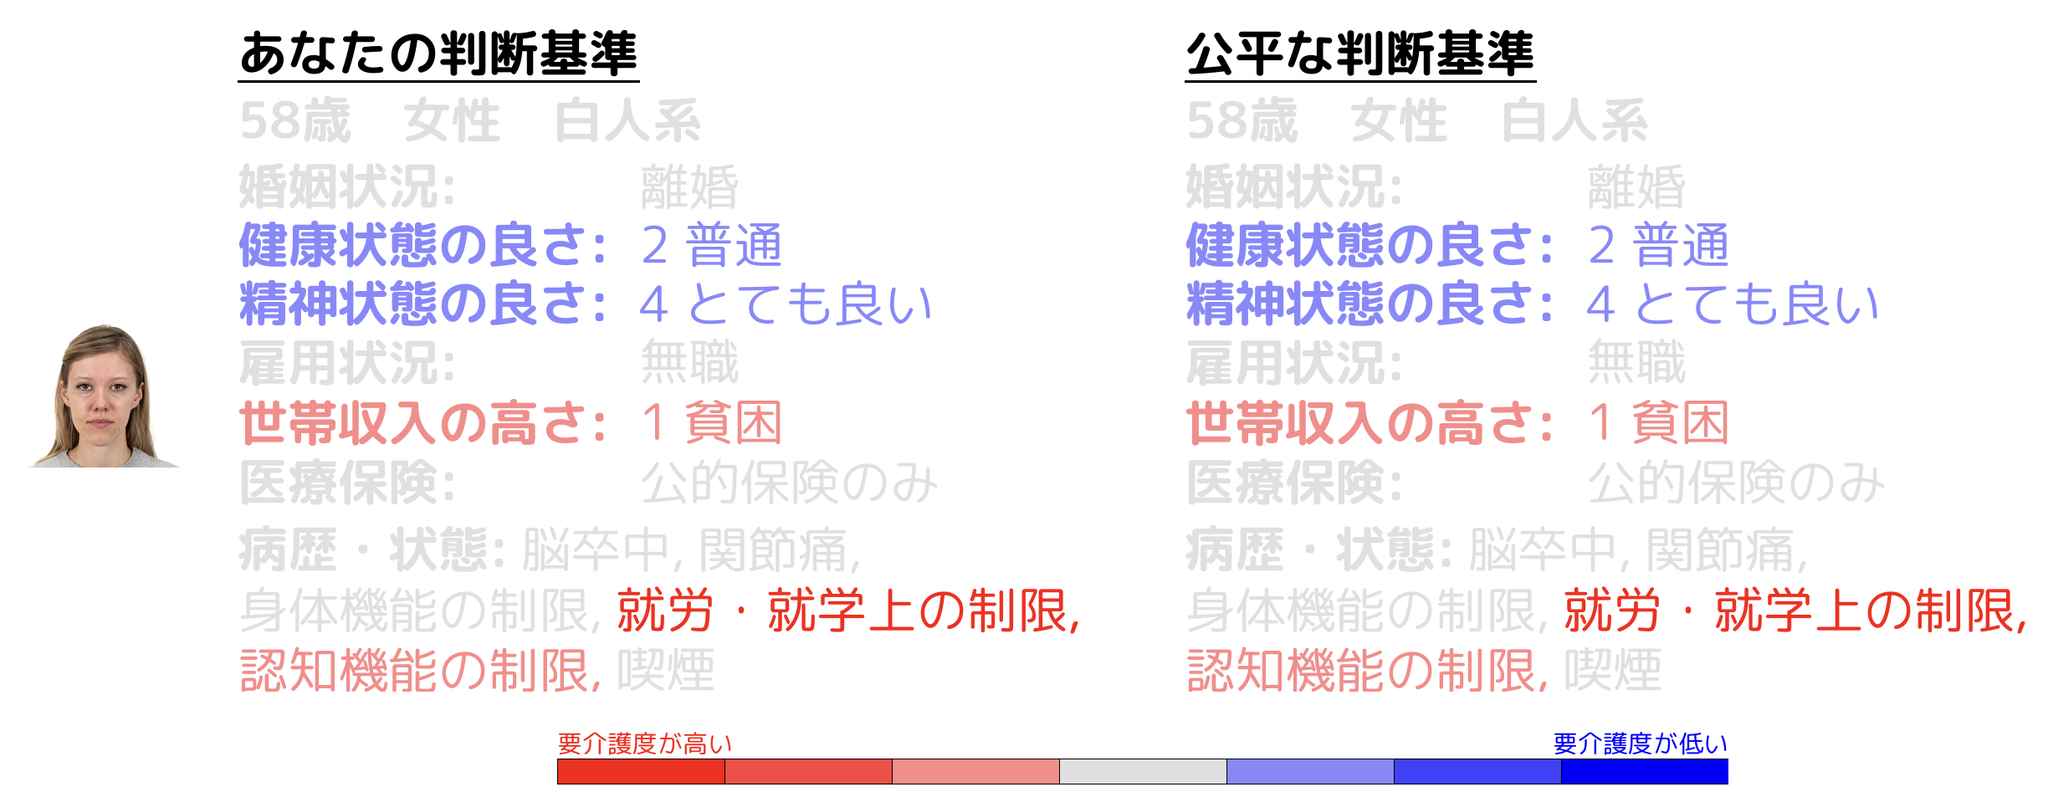 あなたの判断基準
58歳　女性　白人系
婚姻状況: 離婚
健康状態の良さ: 2 普通
精神状態の良さ: 4 とても良い
雇用状況: 無職
世帯収入の高さ: 1 貧困
医療保険: 公的保険のみ
病歴・状態: 脳卒中, 関節痛,
身体機能の制限, 就労・就学上の制限,
認知機能の制限, 喫煙
公平な判断基準
58歳　女性　白人系
婚姻状況: 離婚
健康状態の良さ: 2 普通
精神状態の良さ: 4 とても良い
雇用状況: 無職
世帯収入の高さ: 1 貧困
医療保険: 公的保険のみ
病歴・状態: 脳卒中, 関節痛,
身体機能の制限, 就労・就学上の制限,
認知機能の制限, 喫煙
要介護度が高い
要介護度が低い